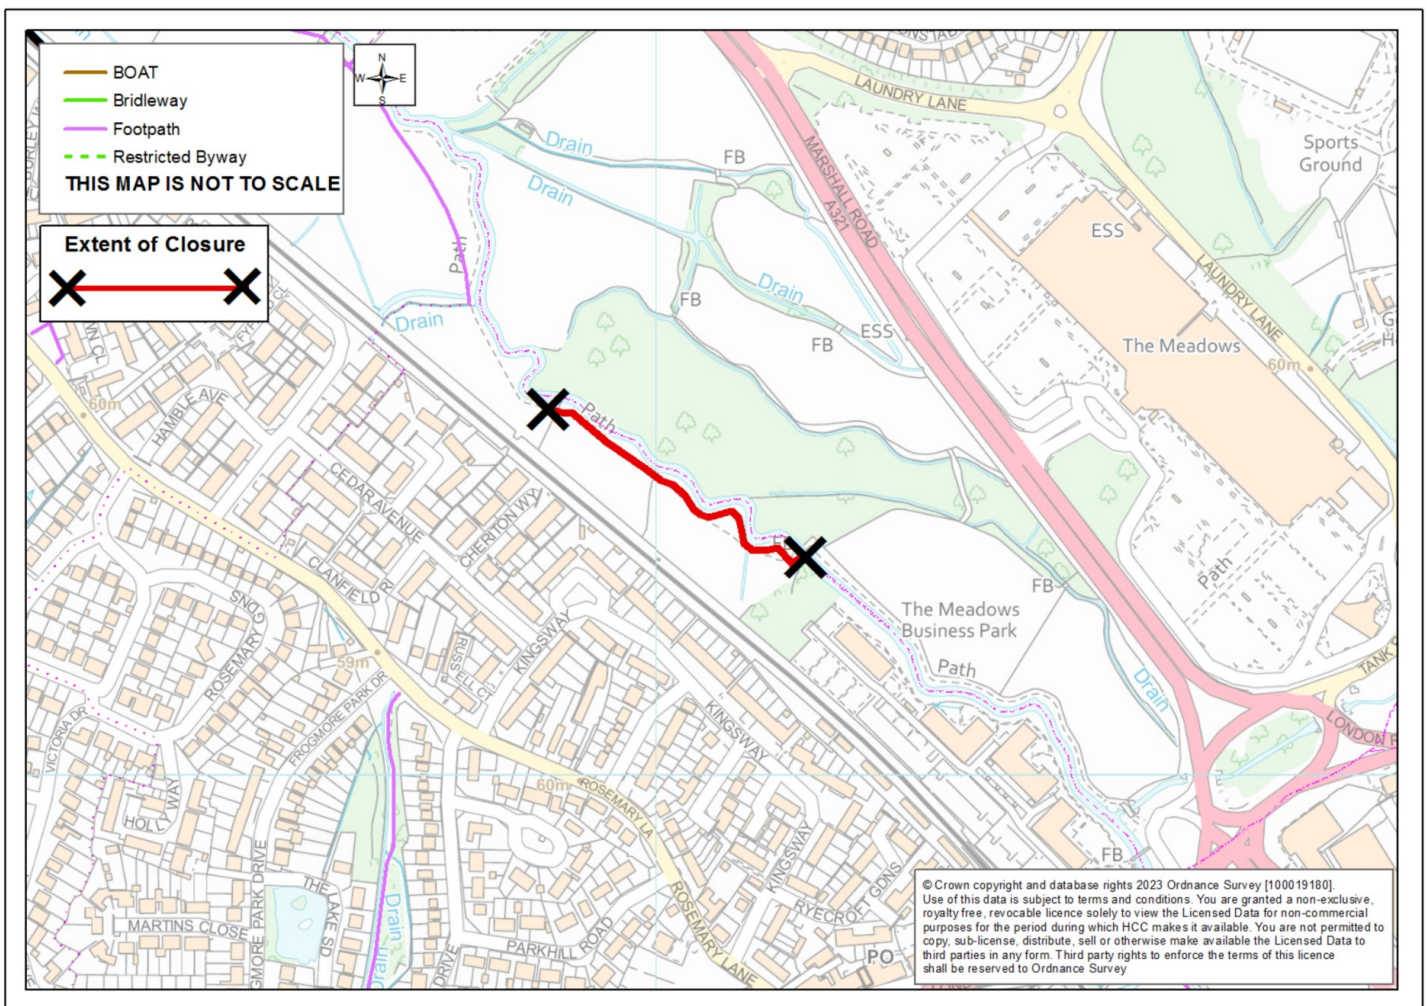 BOAT
Bridleway
Footpath
Restricted Byway
THIS MAP IS NOT TO SCALE
N
W E
S
Extent of Closure
LAUNDRY LANE
Sports
Ground
Drain
FB
Drain
MARSHALL ROAD
A321
ESS
LAUNDRY LANE
Path
FB
Drain
ESS
FB
The Meadows
60m
Drain
60m
HAMBLE AVE
Path
CEDAR AVENUE
CHERITON WY
CLANFIELD R
FB
Path
The Meadows
Business Park
Path
Drain
ROSEMARY G
SDNS
RUSSELL CL
KINGSWAY
59m
FROGMORE PARK DR
VICTORIA DR
KINGSWAY
TANK
LONDON R
HOLLY WAY
60m
ROSEMARY LA
KINGSWAY
FB
THE LAKE SD
MARTINS CLOSE
GMORE PARK DRIVE
Drain
Drain
DRIVE
PARKHILL ROAD
ROSEMARY LANE
RYECROFT GDNS
PO
© Crown copyright and database rights 2023 Ordnance Survey [100019180].
Use of this data is subject to terms and conditions. You are granted a non-exclusive,
royalty free, revocable licence solely to view the Licensed Data for non-commercial
purposes for the period during which HCC makes it available. You are not permitted to
copy, sub-license, distribute, sell or otherwise make available the Licensed Data to
third parties in any form. Third party rights to enforce the terms of this licence
shall be reserved to Ordnance Survey